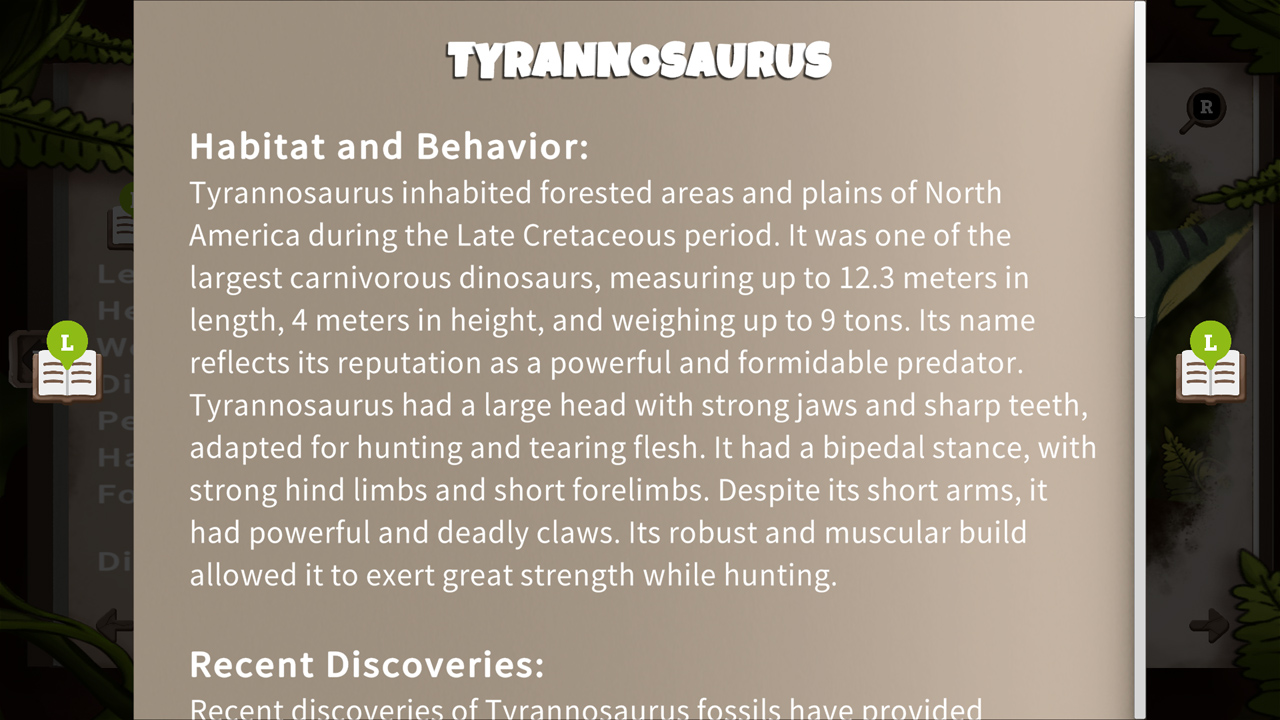 TYRANNOSAURUS
R
Habitat and Behavior:
Tyrannosaurus inhabited forested areas and plains of North
America during the Late Cretaceous period. It was one of the
largest carnivorous dinosaurs, measuring up to 12.3 meters in
length, 4 meters in height, and weighing up to 9 tons. Its name
reflects its reputation as a powerful and formidable predator.
Tyrannosaurus had a large head with strong jaws and sharp teeth,
adapted for hunting and tearing flesh. It had a bipedal stance, with
strong hind limbs and short forelimbs. Despite its short arms, it
had powerful and deadly claws. Its robust and muscular build
allowed it to exert great strength while hunting.
Le
He
L
L
Di
Pe
Ha
Fo
Di
Recent Discoveries:
Recent discoveries of Tyrannosaurus fossils have provided